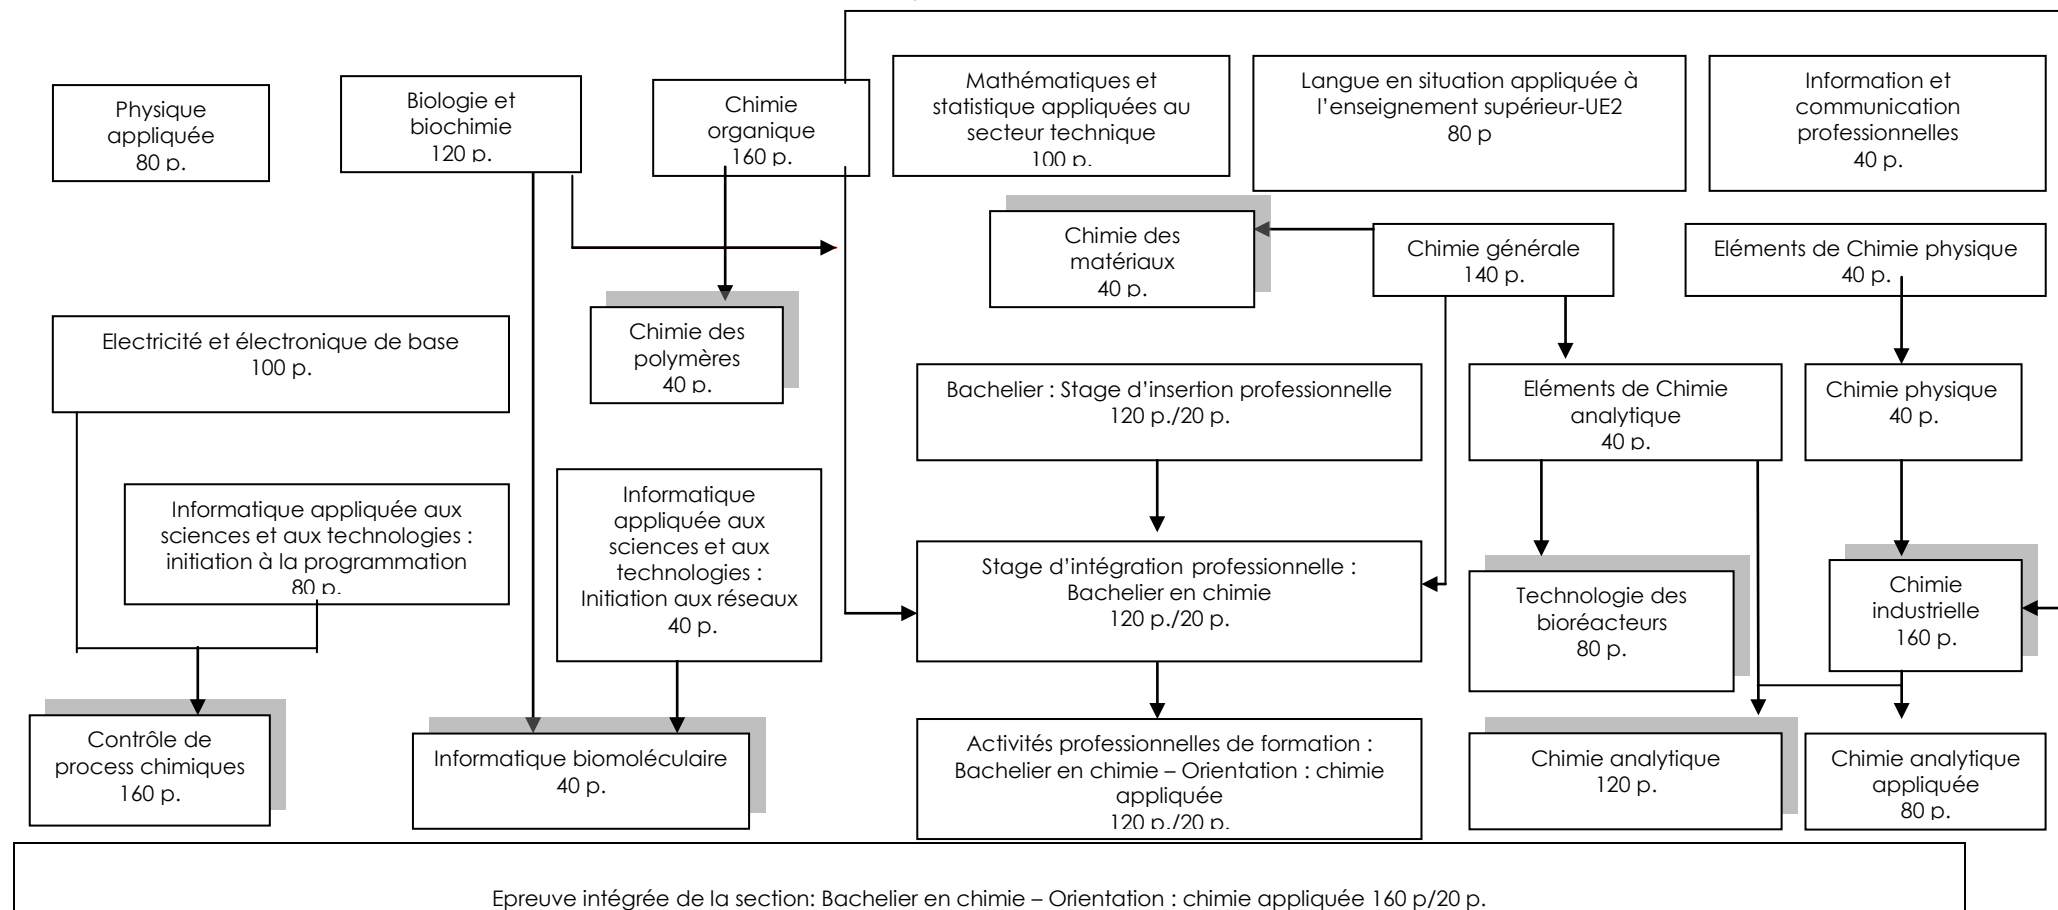 Physique
appliquée
80 p.
Biologie et
biochimie
120 p.
Chimie
organique
160 p.
Mathématiques et
statistique appliquées au
secteur technique
100 p.
Langue en situation appliquée à
l'enseignement supérieur-UE2
80 p
Information et
communication
professionnelles
40 p.
Chimie des
matériaux
40 p.
Chimie générale
140 p.
Eléments de Chimie physique
40 p.
Electricité et électronique de base
100 p.
Chimie des
polymères
40 p.
Bachelier : Stage d'insertion professionnelle
120 p./20 p.
Eléments de Chimie
analytique
40 p.
Chimie physique
40 p.
Informatique appliquée aux
sciences et aux technologies :
initiation à la programmation
80 p.
Informatique
appliquée aux
sciences et aux
technologies :
Initiation aux réseaux
40 p.
Stage d'intégration professionnelle :
Bachelier en chimie
120 p./20 p.
Technologie des
bioréacteurs
80 p.
Chimie
industrielle
160 p.
Contrôle de
process chimiques
160 p.
Informatique biomoléculaire
40 p.
Activités professionnelles de formation :
Bachelier en chimie – Orientation : chimie
appliquée
120 p./20 p.
Chimie analytique
120 p.
Chimie analytique
appliquée
80 p.
Epreuve intégrée de la section: Bachelier en chimie – Orientation : chimie appliquée 160 p/20 p.